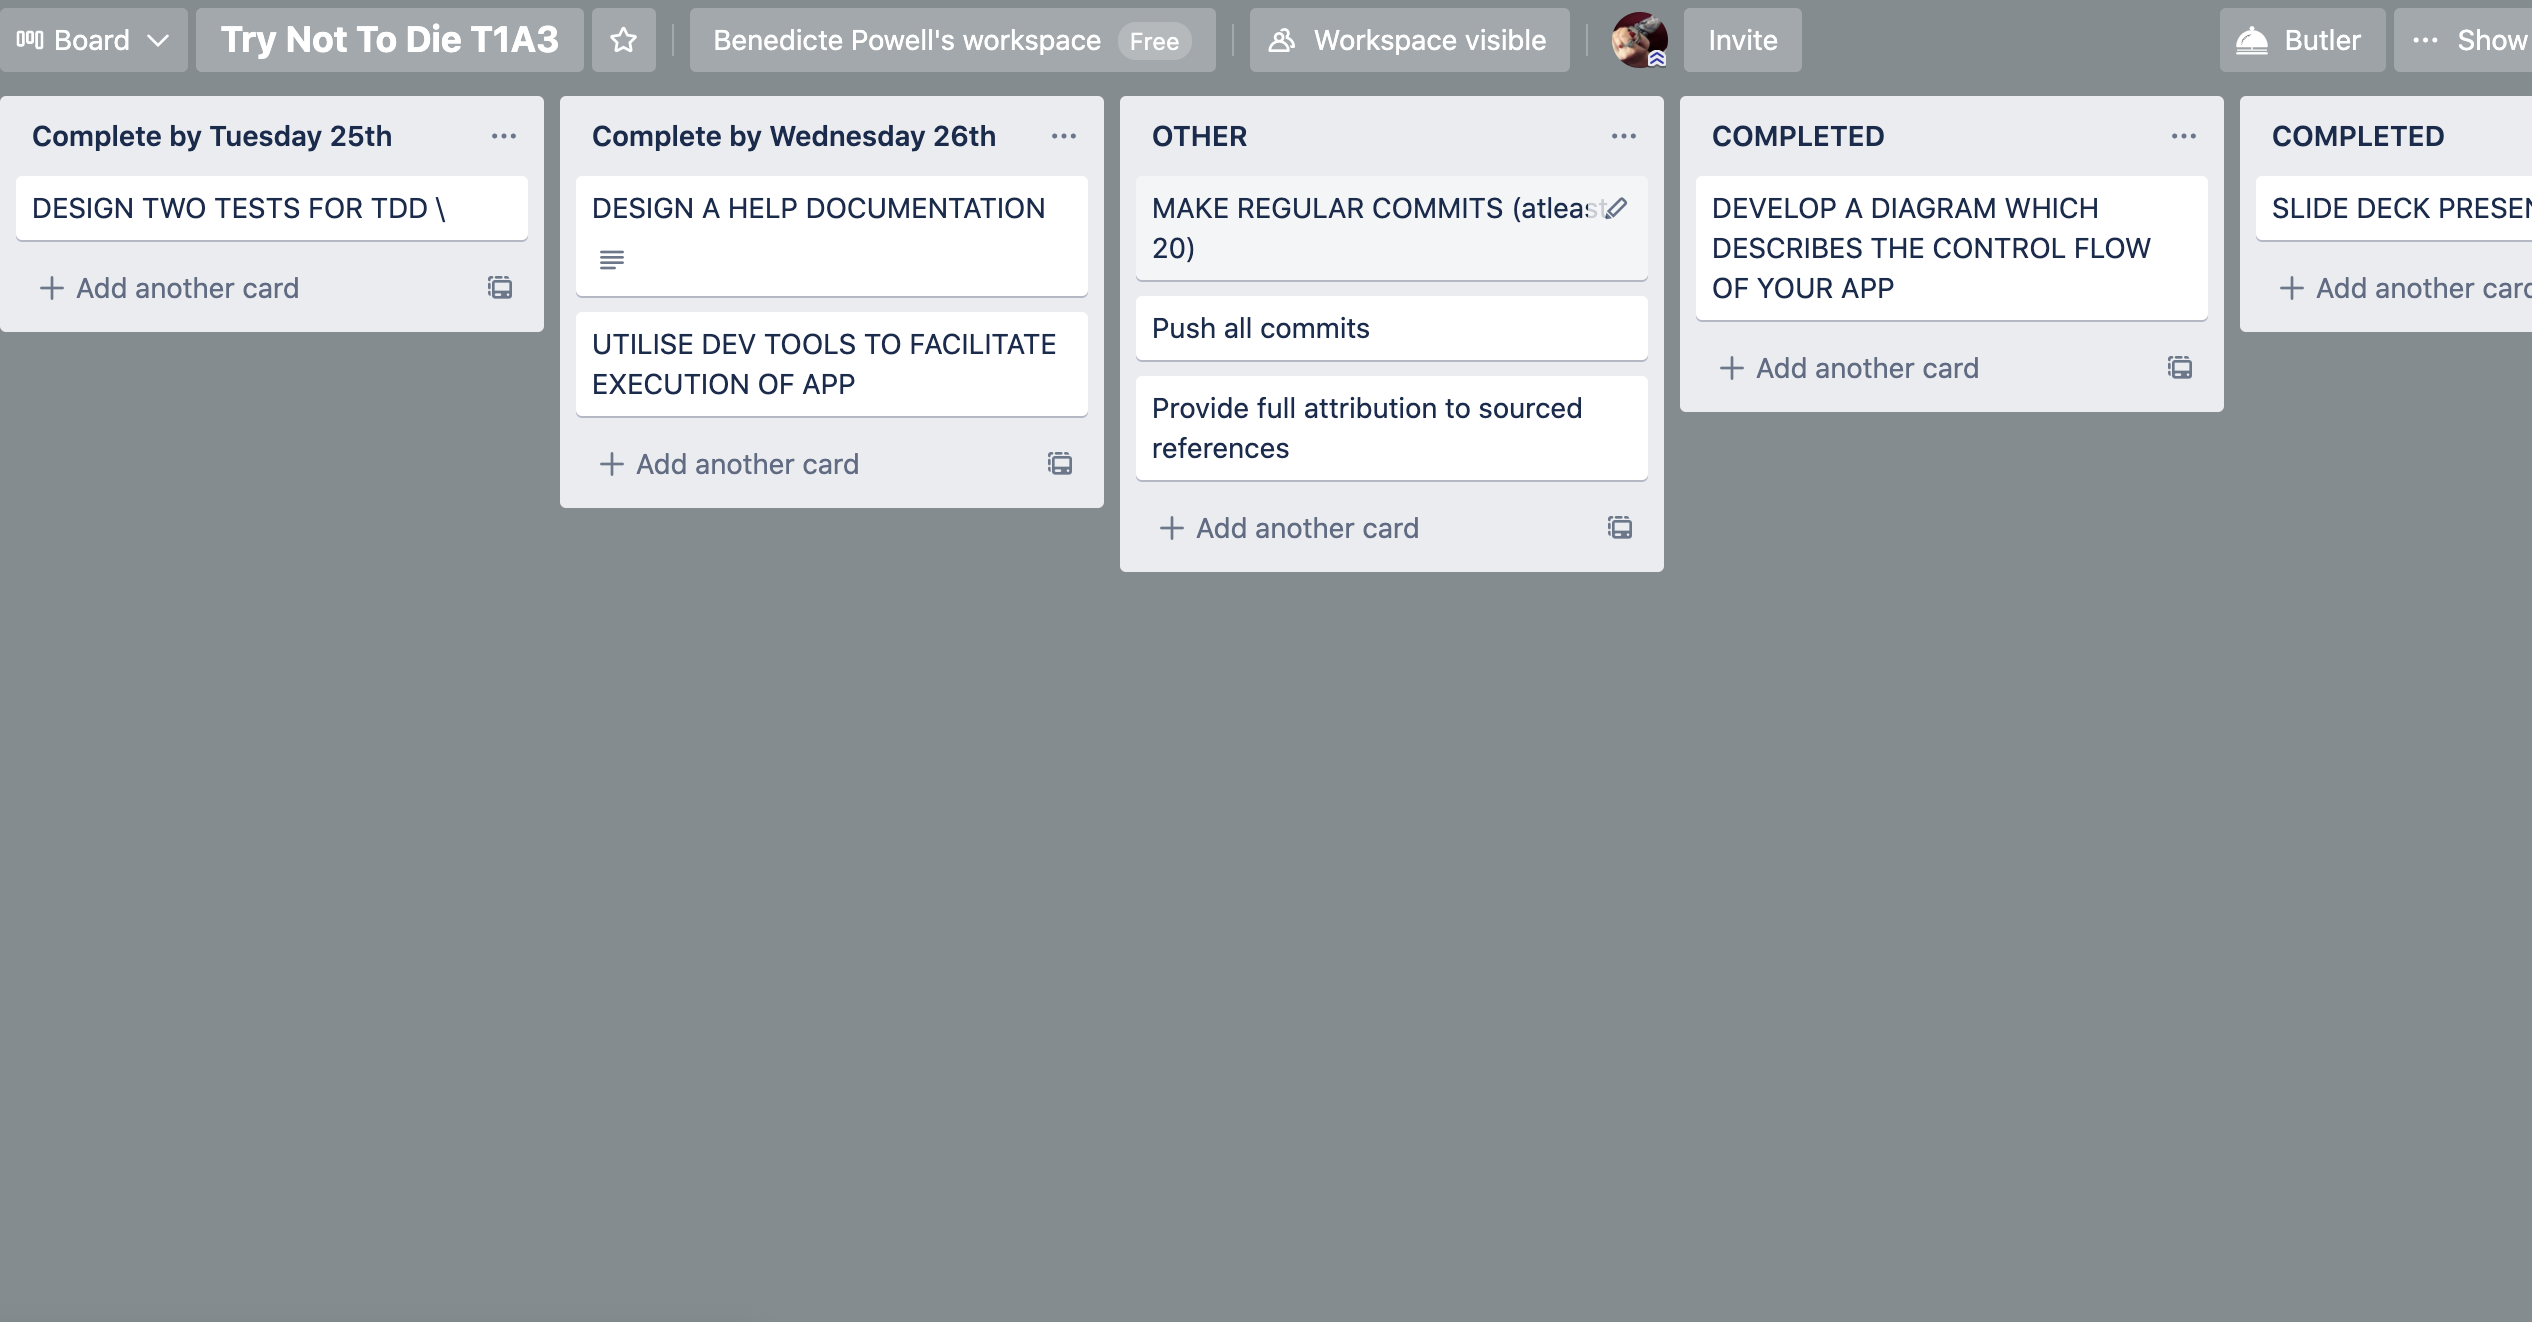 Board
Try Not To Die T1A3
Benedicte Powell's workspace Free
Workspace visible
Invite
Butler
Show
Complete by Tuesday 25th
DESIGN TWO TESTS FOR TDD \
Add another card
Complete by Wednesday 26th
DESIGN A HELP DOCUMENTATION
UTILISE DEV TOOLS TO FACILITATE
EXECUTION OF APP
Add another card
OTHER
MAKE REGULAR COMMITS (atleast
20)
Push all commits
Provide full attribution to sourced
references
Add another card
COMPLETED
DEVELOP A DIAGRAM WHICH
DESCRIBES THE CONTROL FLOW
OF YOUR APP
Add another card
COMPLETED
SLIDE DECK
Add another card